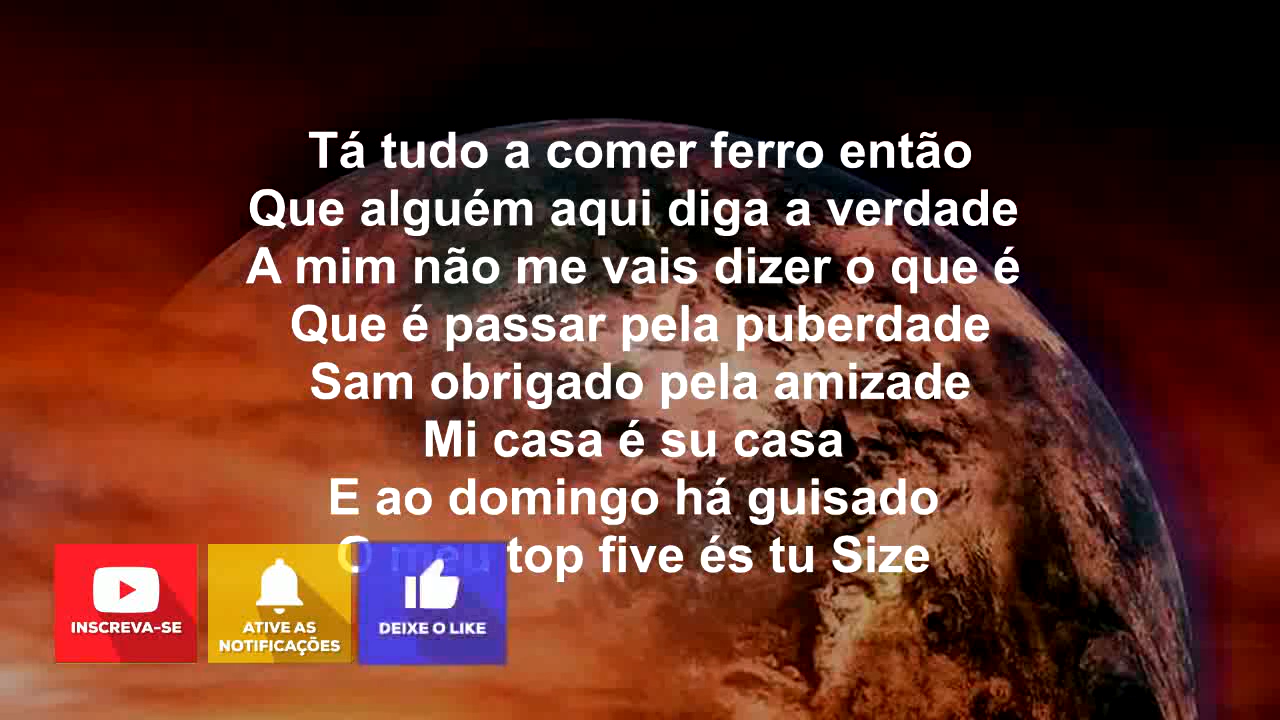 Tá tudo a comer ferro então
Que alguém aqui diga a verdade
A mim não me vais dizer o que é
Que é passar pela puberdade
Sam obrigado pela amizade
Mi casa é su casa
E ao domingo há guisado
O meu top five és tu Size
INSCREVA-SE
ATIVE AS
NOTIFICAÇÕES
DEIXE O LIKE